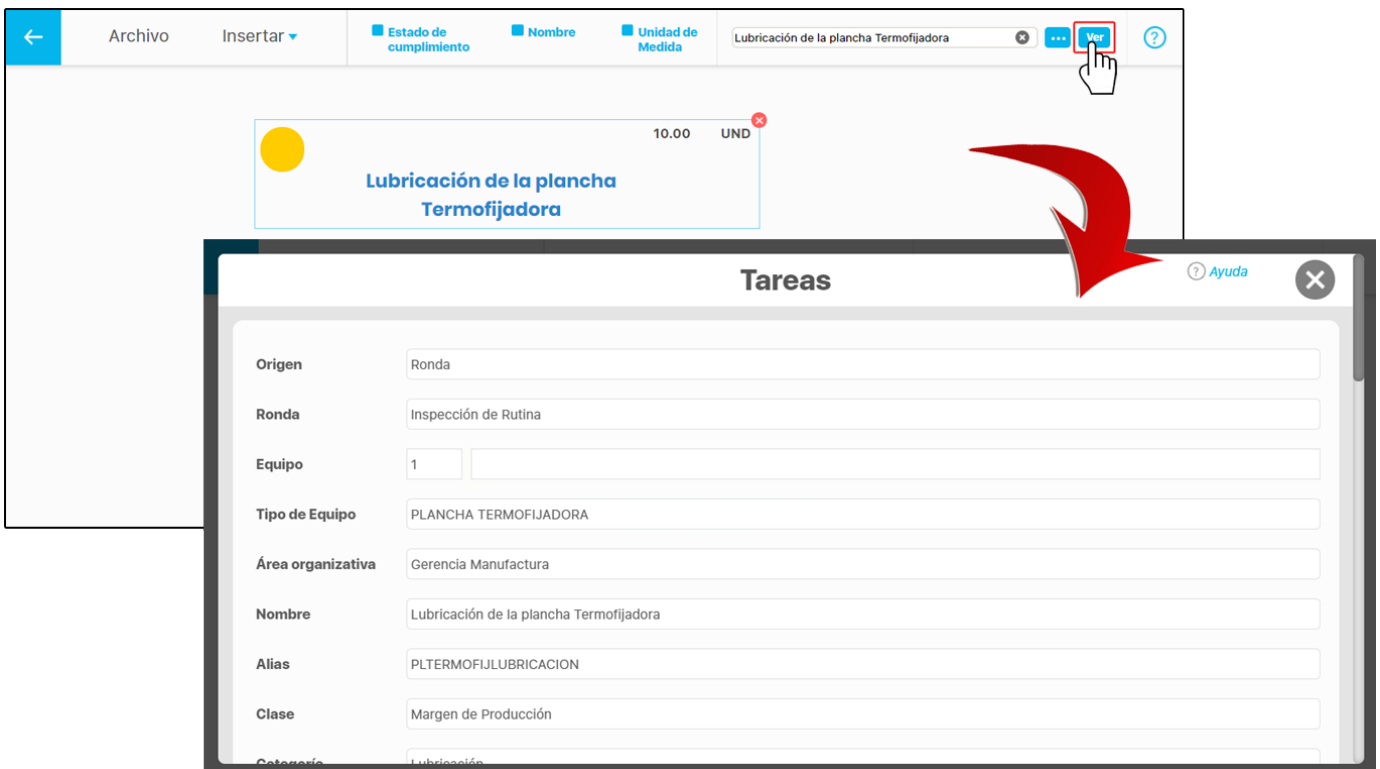 Archivo Insertar Estado de cumplimiento Nombre Unidad de Medida Lubricación de la plancha Termofijadora ... Ver ?
10.00 UND
Lubricación de la plancha
Termofijadora
Tareas ? Ayuda
Origen Ronda
Ronda Inspección de Rutina
Equipo 1
Tipo de Equipo PLANCHA TERMOFIJADORA
Área organizativa Gerencia Manufactura
Nombre Lubricación de la plancha Termofijadora
Alias PLTERMOFIJLUBRICACION
Clase Margen de Producción
Categoría Lubricación